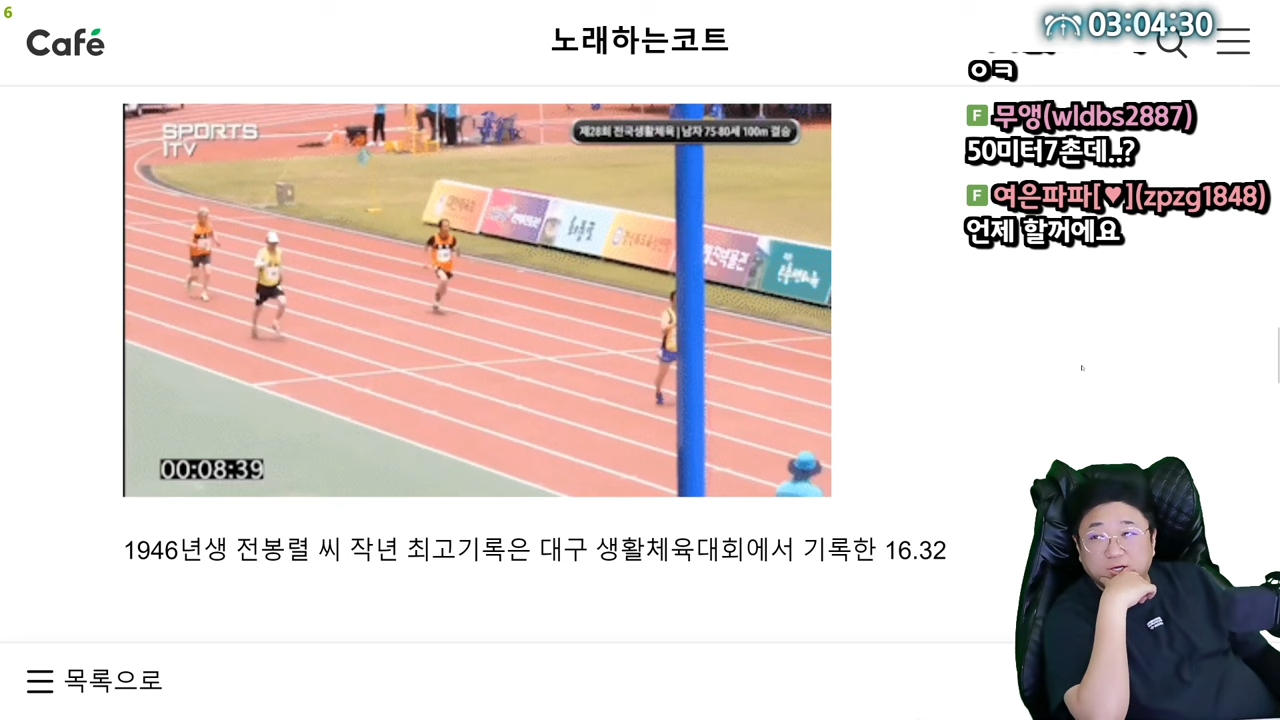 6
Café
노래하는코트
03:04:30
ㅇㅋ
F 무앵(wldbs2887)
50미터7촌데..?
F 여은파파[♥](zpzg1848)
언제 할꺼에요
SPORTS
ITV
제28회 전국생활체육 | 남자 75-80세 100m 결승
00:08:39
1946년생 전봉렬 씨 작년 최고기록은 대구 생활체육대회에서 기록한 16.32
목록으로